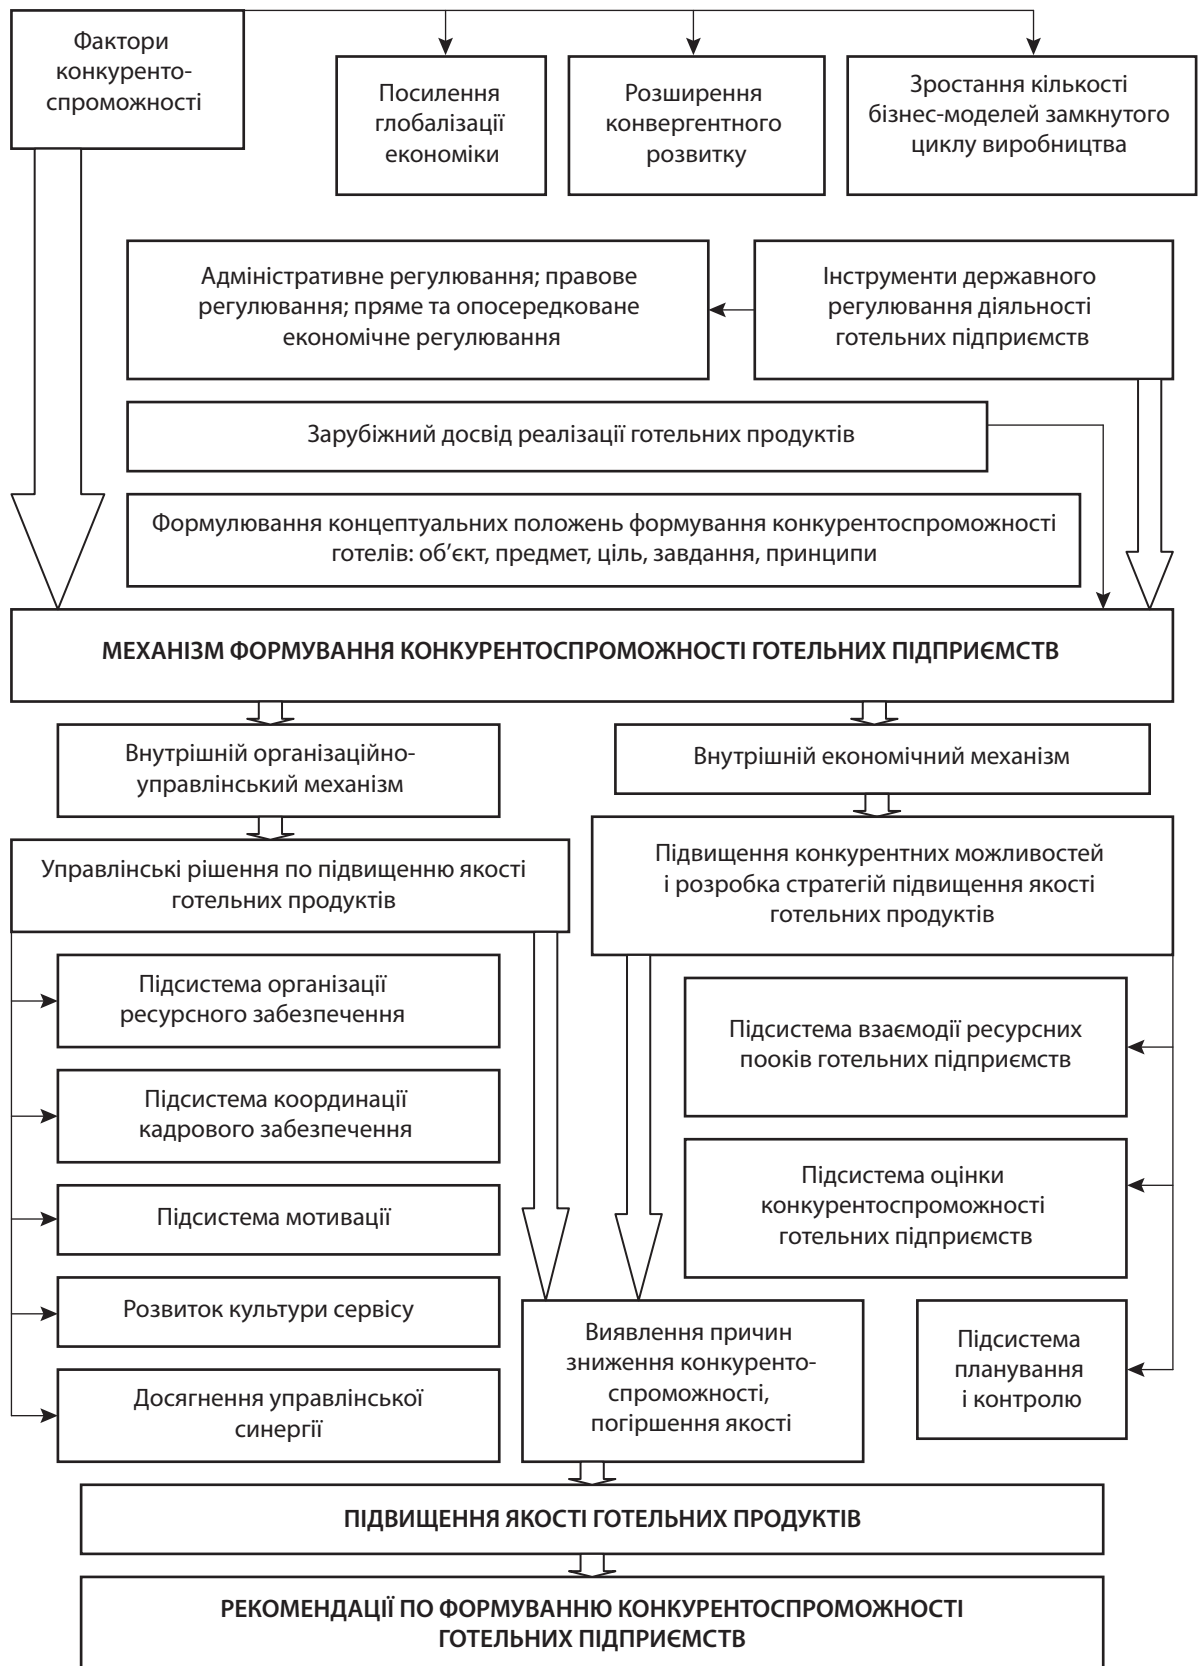 Фактори
конкуренто-
спроможності
Посилення
глобалізації
економіки
Розширення
конвергентного
розвитку
Зростання кількості
бізнес-моделей замкнутого
циклу виробництва
Адміністративне регулювання; правове
регулювання; пряме та опосередковане
економічне регулювання
Інструменти державного
регулювання діяльності
готельних підприємств
Зарубіжний досвід реалізації готельних продуктів
Формулювання концептуальних положень формування конкурентоспроможності
готелів: об’єкт, предмет, ціль, завдання, принципи
МЕХАНІЗМ ФОРМУВАННЯ КОНКУРЕНТОСПРОМОЖНОСТІ ГОТЕЛЬНИХ ПІДПРИЄМСТВ
Внутрішній організаційно-
управлінський механізм
Внутрішній економічний механізм
Управлінські рішення по підвищенню якості
готельних продуктів
Підвищення конкурентних можливостей
і розробка стратегій підвищення якості
готельних продуктів
Підсистема організації
ресурсного забезпечення
Підсистема взаємодії ресурсних
пооків готельних підприємств
Підсистема координації
кадрового забезпечення
Підсистема оцінки
конкурентоспроможності
готельних підприємств
Підсистема мотивації
Розвиток культури сервісу
Виявлення причин
зниження конкуренто-
спроможності,
погіршення якості
Підсистема
планування
і контролю
Досягнення управлінської
синергії
ПІДВИЩЕННЯ ЯКОСТІ ГОТЕЛЬНИХ ПРОДУКТІВ
РЕКОМЕНДАЦІЇ ПО ФОРМУВАННЮ КОНКУРЕНТОСПРОМОЖНОСТІ
ГОТЕЛЬНИХ ПІДПРИЄМСТВ